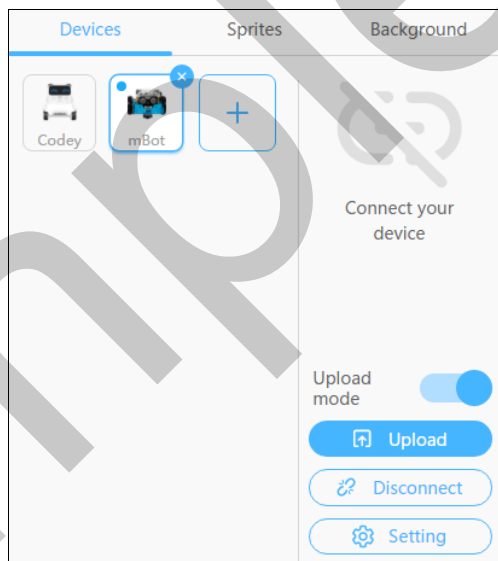 Devices Sprites Background
Codey mBot
Connect your
device
Upload
mode
Upload
Disconnect
Setting